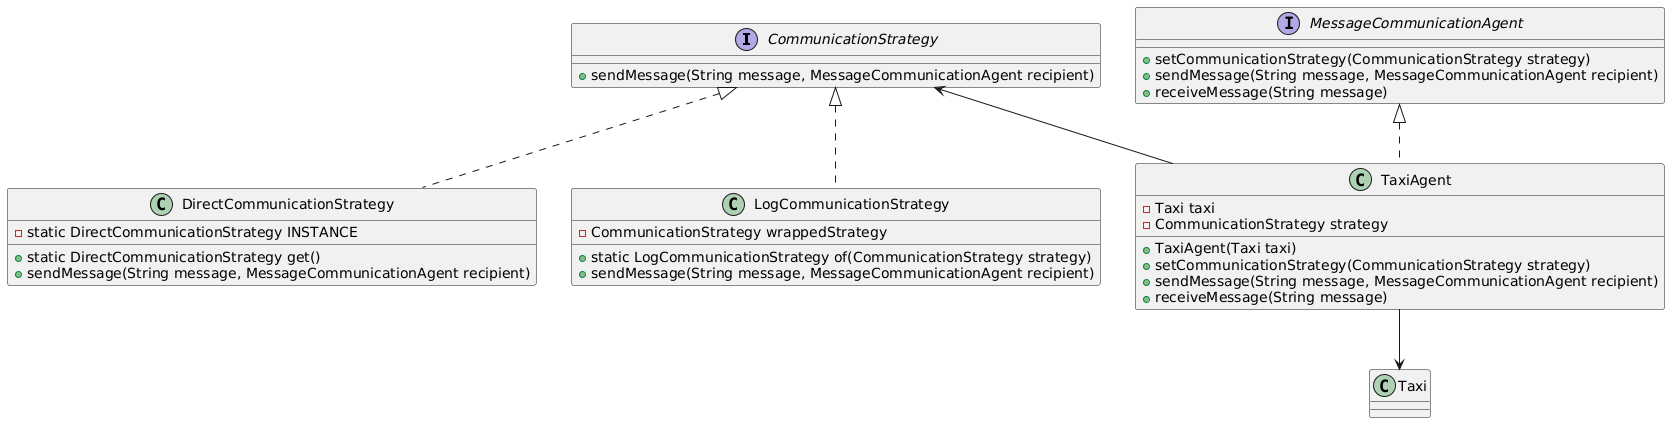 I CommunicationStrategy
sendMessage(String message, MessageCommunicationAgent recipient)
I MessageCommunicationAgent
setCommunicationStrategy(CommunicationStrategy strategy)
sendMessage(String message, MessageCommunicationAgent recipient)
receiveMessage(String message)
C DirectCommunicationStrategy
static DirectCommunicationStrategy INSTANCE
static DirectCommunicationStrategy get()
sendMessage(String message, MessageCommunicationAgent recipient)
C LogCommunicationStrategy
CommunicationStrategy wrappedStrategy
static LogCommunicationStrategy of(CommunicationStrategy strategy)
sendMessage(String message, MessageCommunicationAgent recipient)
C TaxiAgent
Taxi taxi
CommunicationStrategy strategy
TaxiAgent(Taxi taxi)
setCommunicationStrategy(CommunicationStrategy strategy)
sendMessage(String message, MessageCommunicationAgent recipient)
receiveMessage(String message)
C Taxi